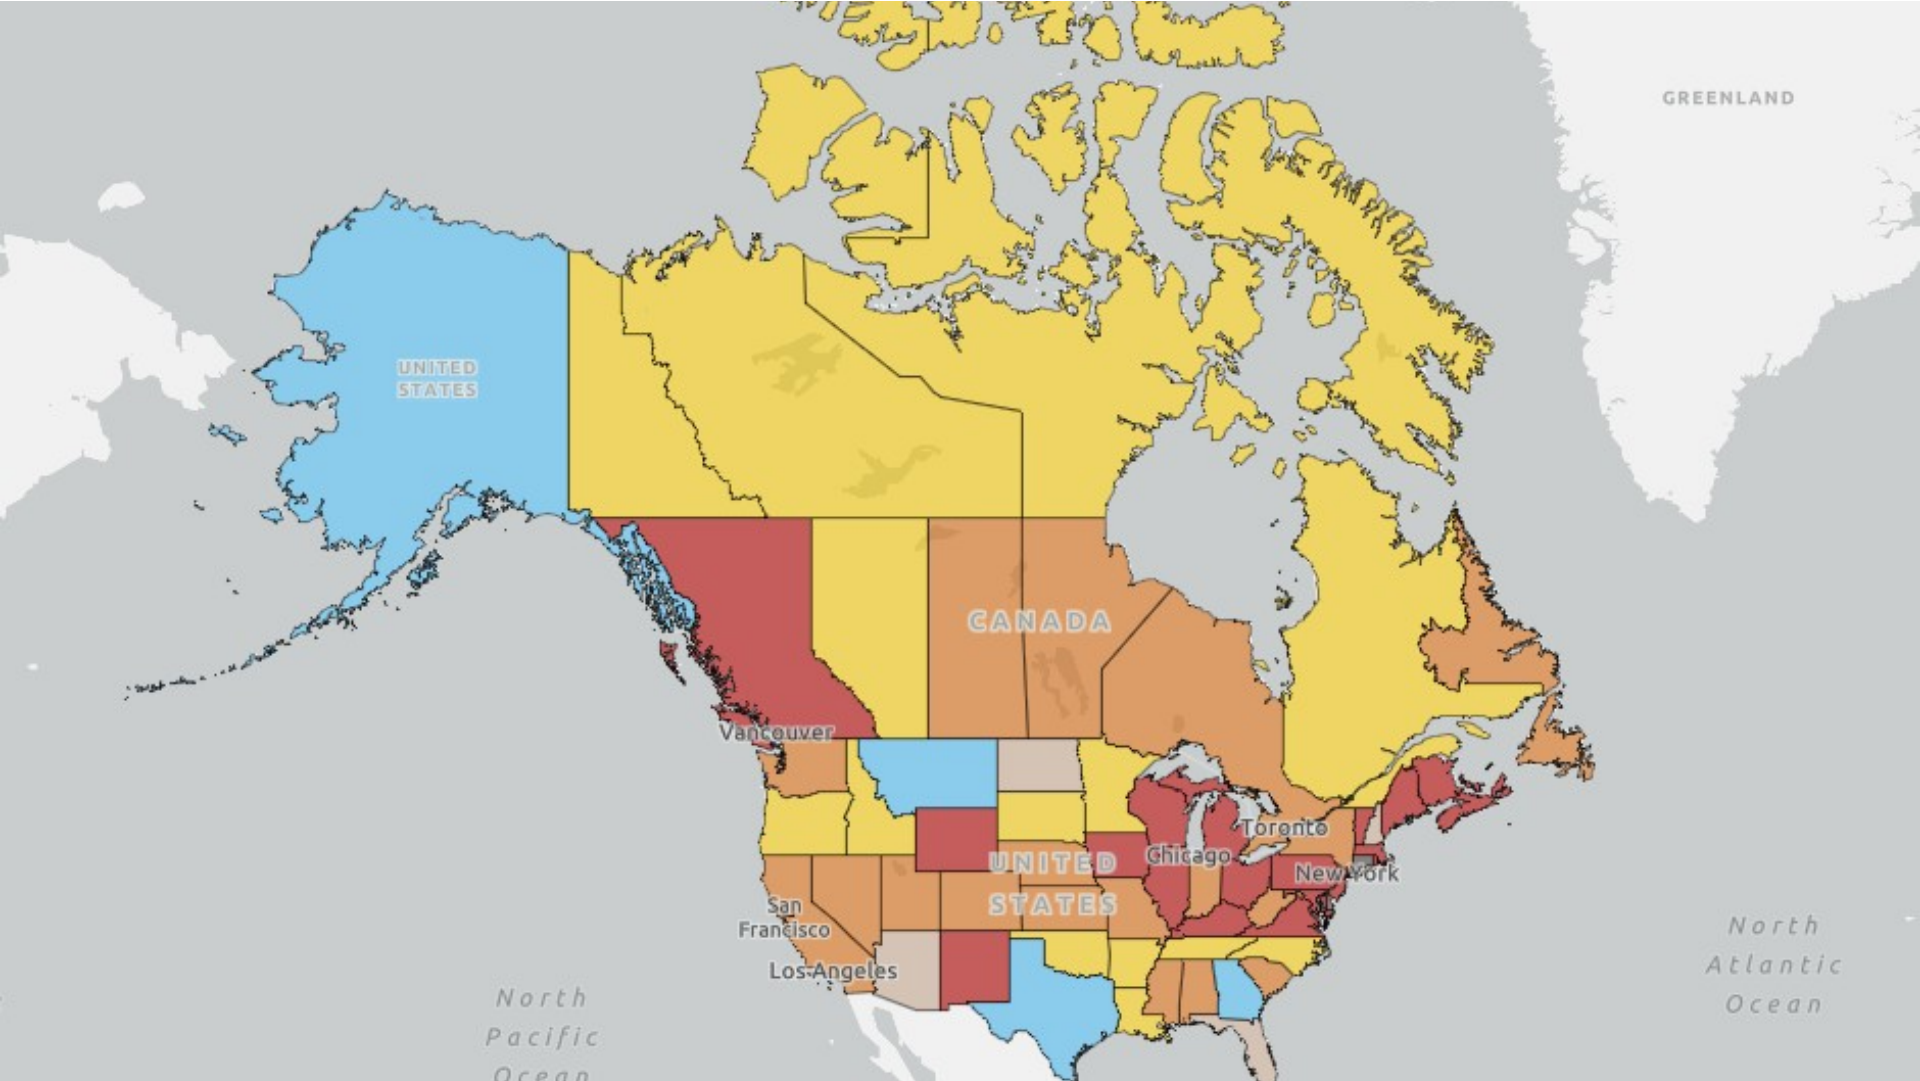 GREENLAND
UNITED
STATES
CANADA
Vancouver
Toronto
Chicago
UNITED
New York
STATES
San
Francisco
Los Angeles
North
Atlantic
Ocean
North
Pacific
Ocean